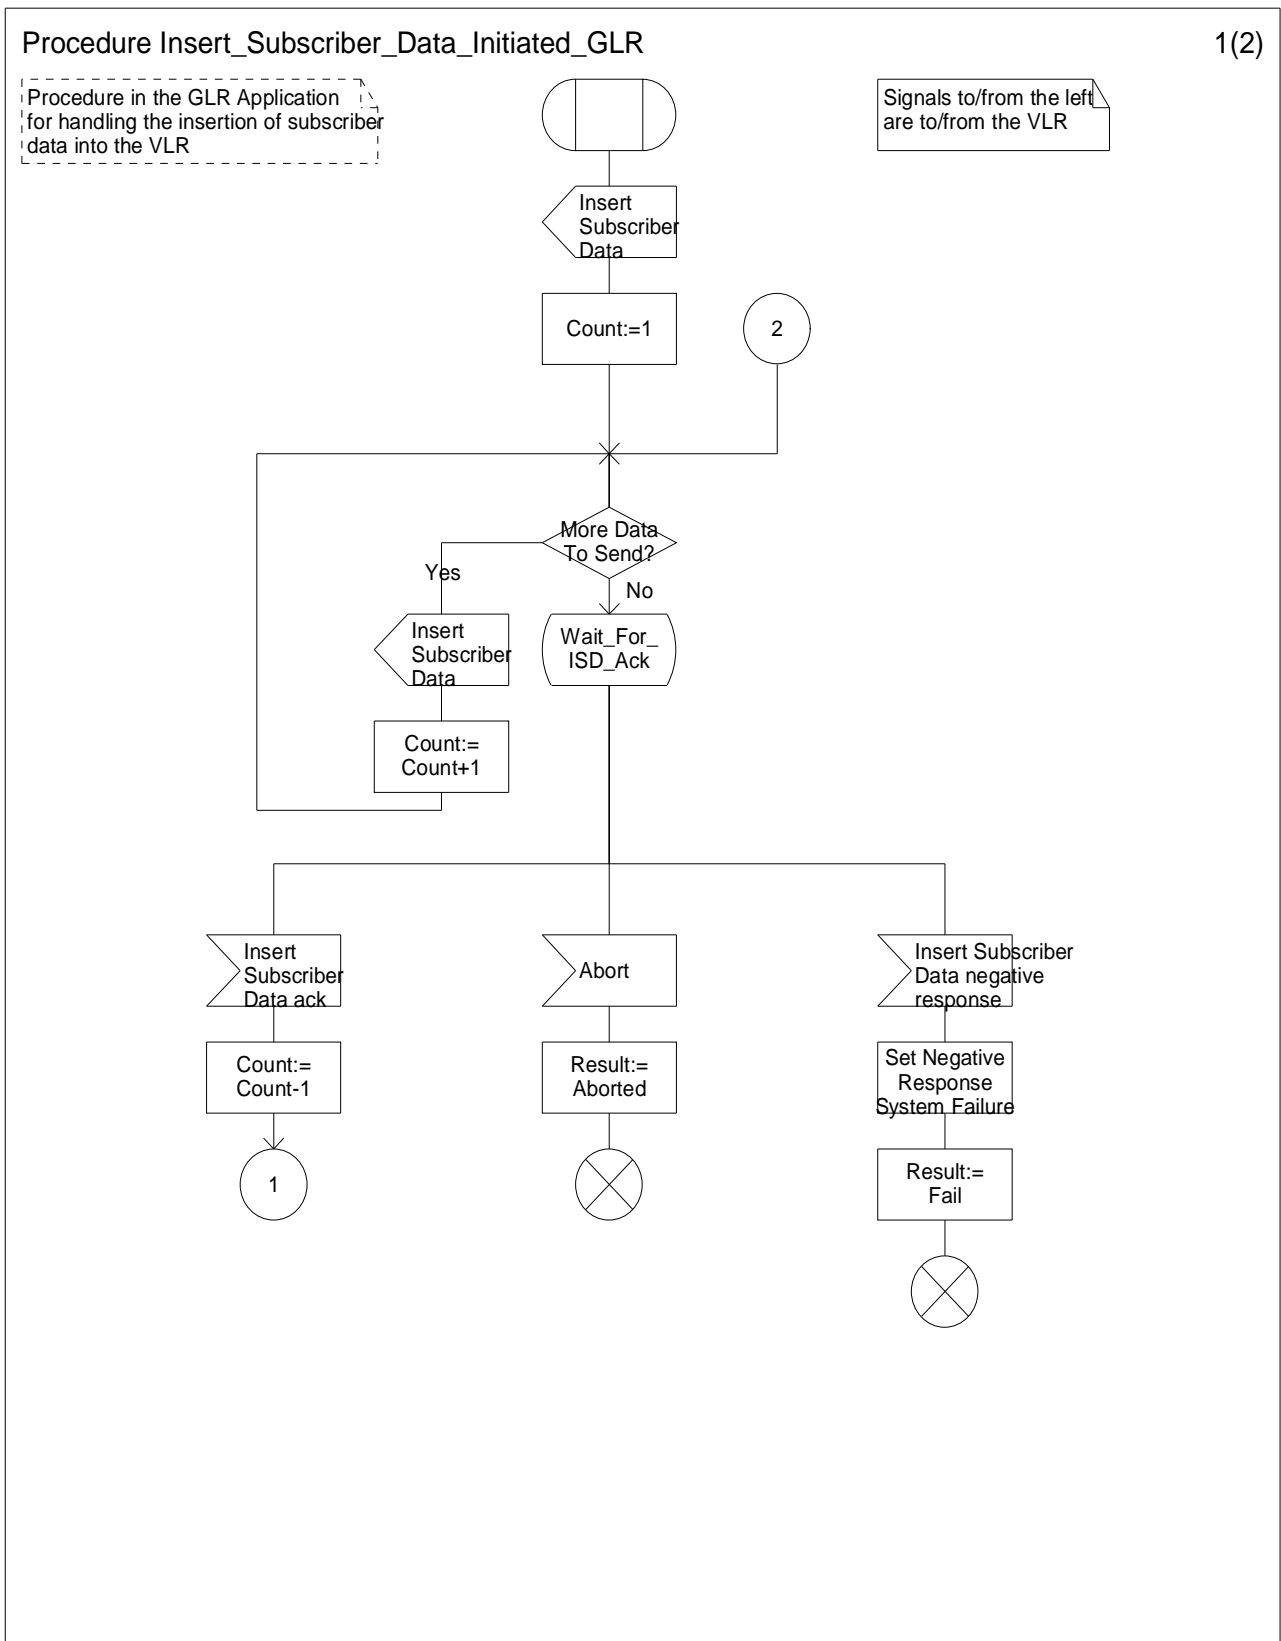 Procedure Insert_Subscriber_Data_Initiated_GLR
1(2)
Procedure in the GLR Application
for handling the insertion of subscriber
data into the VLR
Signals to/from the left
are to/from the VLR
Insert
Subscriber
Data
Count:=1
2
More Data
To Send?
Yes
No
Insert
Subscriber
Data
Wait_For_
ISD_Ack
Count:=
Count+1
Insert
Subscriber
Data ack
Abort
Insert Subscriber
Data negative
response
Count:=
Count-1
Result:=
Aborted
Set Negative
Response
System Failure
1
Result:=
Fail